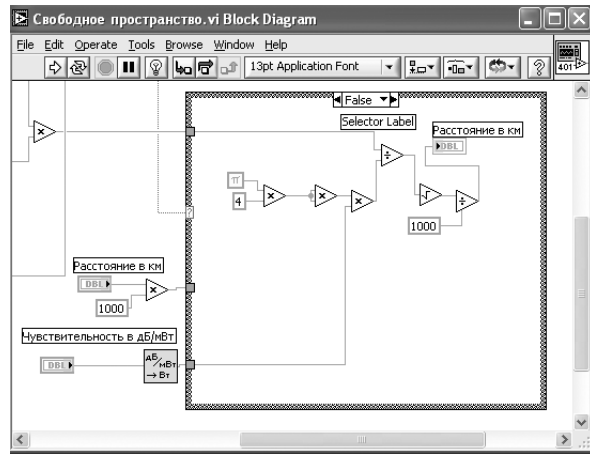 Свободное пространство.vi Block Diagram
File Edit Operate Tools Browse Window Help
13pt Application Font
401
False
Selector Label
Расстояние в км
DBL
π
4
1000
Расстояние в км
DBL
1000
Чувствительность в дБ/мВт
DBL
дБ/мВт
→ Вт